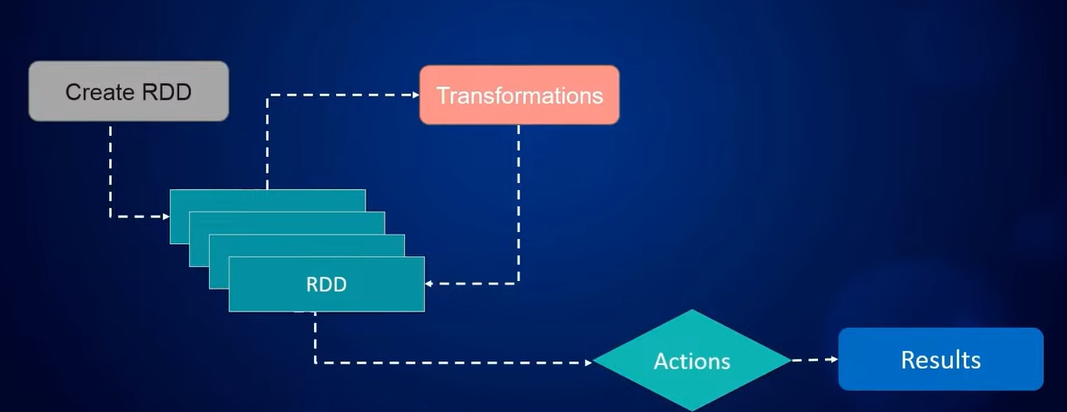 Create RDD
Transformations
RDD
Actions
Results